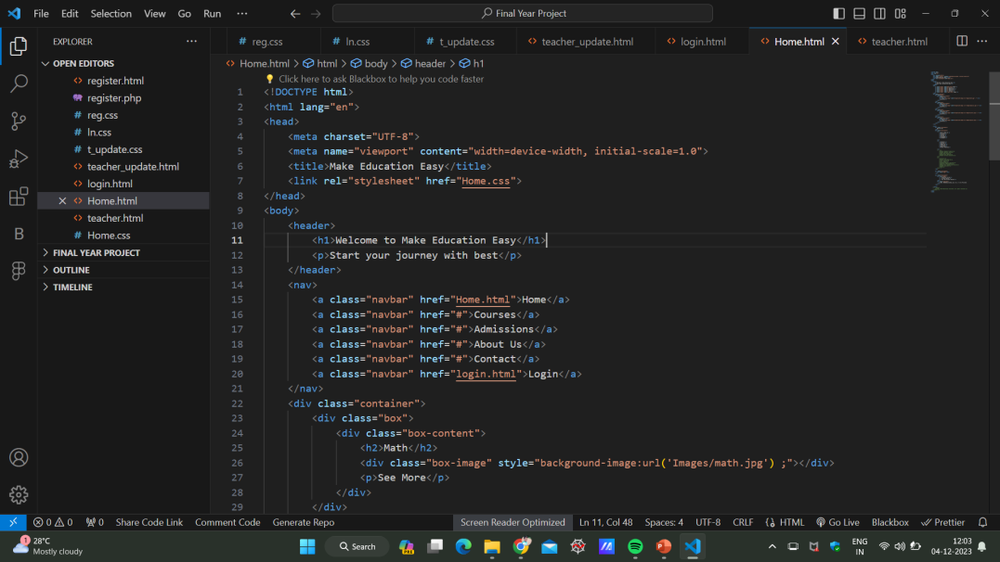 File Edit Selection View Go Run ··· Final Year Project
EXPLORER ···
OPEN EDITORS
register.html
register.php
reg.css
ln.css
t_update.css
teacher_update.html
login.html
Home.html
teacher.html
Home.css
FINAL YEAR PROJECT
OUTLINE
TIMELINE
reg.css ln.css t_update.css teacher_update.html login.html Home.html teacher.html ···
Home.html > html > body > header > h1
Click here to ask Blackbox to help you code faster
1 <!DOCTYPE html>
2 <html lang="en">
3 <head>
4 <meta charset="UTF-8">
5 <meta name="viewport" content="width=device-width, initial-scale=1.0">
6 <title>Make Education Easy</title>
7 <link rel="stylesheet" href="Home.css">
8 </head>
9 <body>
10 <header>
11 <h1>Welcome to Make Education Easy</h1>
12 <p>Start your journey with best</p>
13 </header>
14 <nav>
15 <a class="navbar" href="Home.html">Home</a>
16 <a class="navbar" href="#">Courses</a>
17 <a class="navbar" href="#">Admissions</a>
18 <a class="navbar" href="#">About Us</a>
19 <a class="navbar" href="#">Contact</a>
20 <a class="navbar" href="login.html">Login</a>
21 </nav>
22 <div class="container">
23 <div class="box">
24 <div class="box-content">
25 <h2>Math</h2>
26 <div class="box-image" style="background-image:url('Images/math.jpg') ;"></div>
27 <p>See More</p>
28 </div>
29 </div>
0 0 0 Share Code Link Comment Code Generate Repo Screen Reader Optimized Ln 11, Col 48 Spaces: 4 UTF-8 CRLF HTML Go Live Blackbox Prettier
28°C
Mostly cloudy
Search
ENG
IN
12:03
04-12-2023